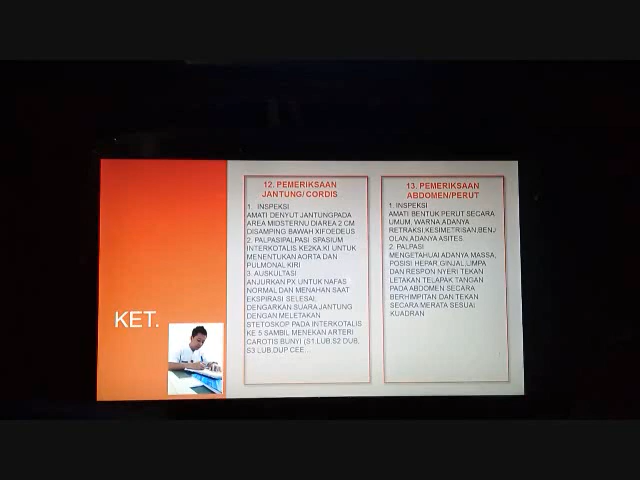 KET.
12. PEMERIKSAAN
JANTUNG/ CORDIS
1. INSPEKSI
AMATI DENYUT JANTUNGPADA
AREA MIDSTERNU DIAREA 2 CM
DISAMPING BAWAH XIFOEDEUS
2. PALPASIPALPASI SPASIUM
INTERKOTALIS KE2KA.KI UNTUK
MENENTUKAN AORTA DAN
PULMONAL KIRI
3. AUSKULTASI
ANJURKAN PX UNTUK NAFAS
NORMAL DAN MENAHAN SAAT
EKSPIRASI SELESAI,
DENGARKAN SUARA JANTUNG
DENGAN MELETAKAN
STETOSKOP PADA INTERKOTALIS
KE 5 SAMBIL MENEKAN ARTERI
CAROTIS BUNYI (S1.LUB,S2 DUB,
S3 LUB,DUP CEE...
13. PEMERIKSAAN
ABDOMEN/PERUT
1. INSPEKSI
AMATI BENTUK PERUT SECARA
UMUM, WARNA,ADANYA
RETRAKSI,KESIMETRISAN,BENJ
OLAN,ADANYA ASITES.
2. PALPASI
MENGETAHUAI ADANYA MASSA,
POSISI HEPAR,GINJAL,LIMPA
DAN RESPON NYERI TEKAN
LETAKAN TELAPAK TANGAN
PADA ABDOMEN SECARA
BERHIMPITAN DAN TEKAN
SECARA MERATA SESUAI
KUADRAN